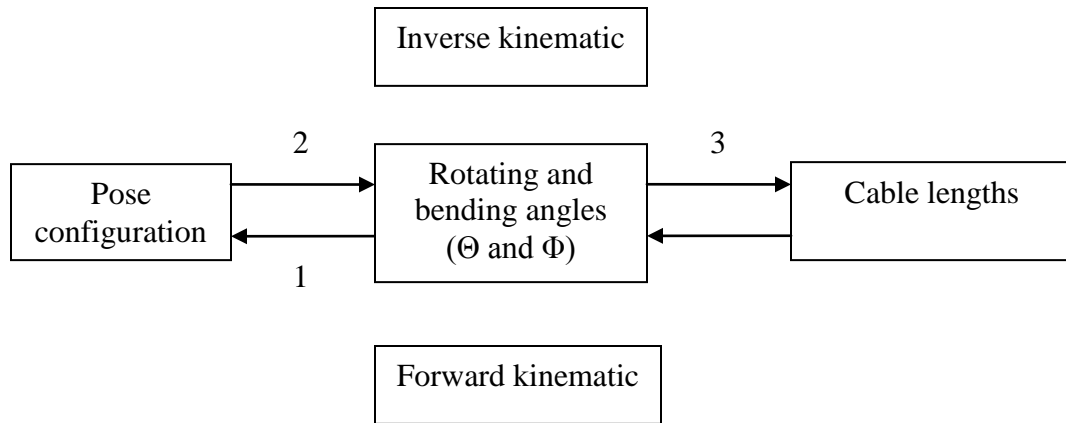 Inverse kinematic
2
3
Pose
configuration
Rotating and
bending angles
(Θ and Φ)
Cable lengths
1
Forward kinematic